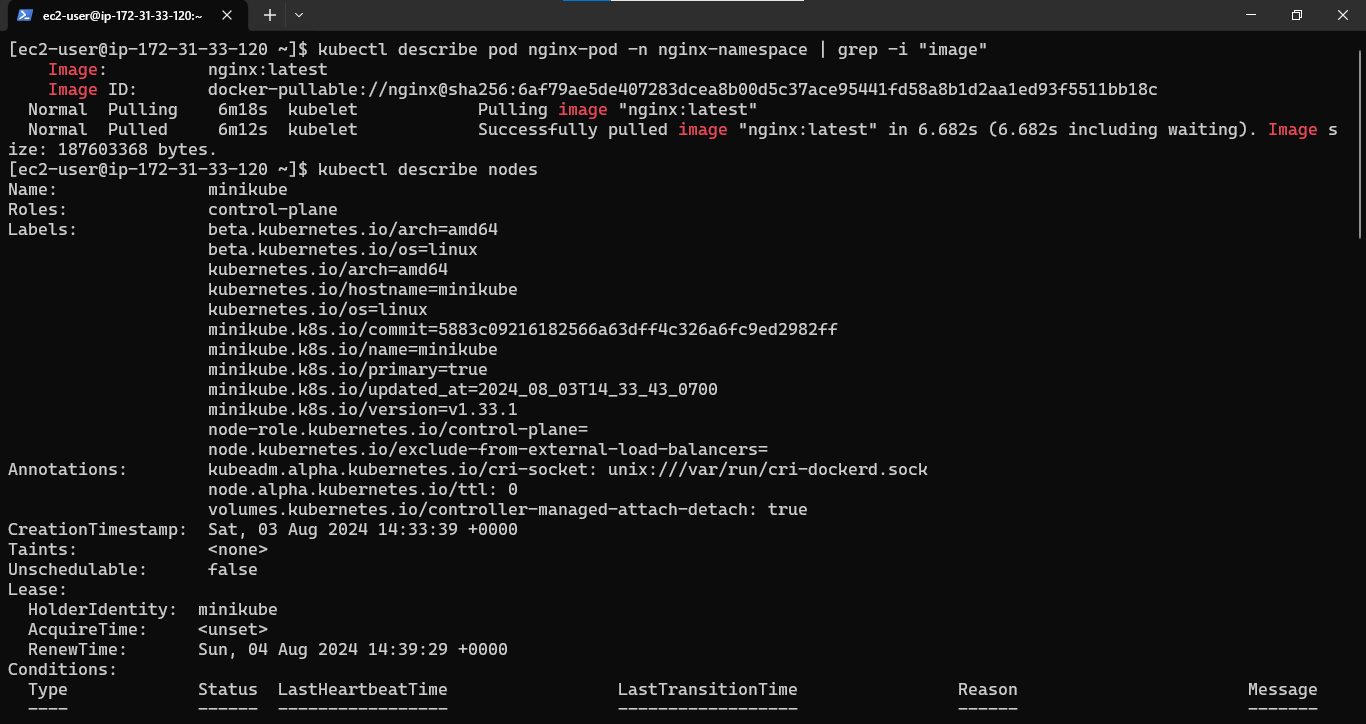 ec2-user@ip-172-31-33-120:~
[ec2-user@ip-172-31-33-120 ~]$ kubectl describe pod nginx-pod -n nginx-namespace | grep -i "image"
    Image:          nginx:latest
    Image ID:       docker-pullable://nginx@sha256:6af79ae5de407283dcea8b00d5c37ace95441fd58a8b1d2aa1ed93f5511bb18c
  Normal  Pulling    6m18s  kubelet            Pulling image "nginx:latest"
  Normal  Pulled     6m12s  kubelet            Successfully pulled image "nginx:latest" in 6.682s (6.682s including waiting). Image s
ize: 187603368 bytes.
[ec2-user@ip-172-31-33-120 ~]$ kubectl describe nodes
Name:               minikube
Roles:              control-plane
Labels:             beta.kubernetes.io/arch=amd64
                    beta.kubernetes.io/os=linux
                    kubernetes.io/arch=amd64
                    kubernetes.io/hostname=minikube
                    kubernetes.io/os=linux
                    minikube.k8s.io/commit=5883c09216182566a63dff4c326a6fc9ed2982ff
                    minikube.k8s.io/name=minikube
                    minikube.k8s.io/primary=true
                    minikube.k8s.io/updated_at=2024_08_03T14_33_43_0700
                    minikube.k8s.io/version=v1.33.1
                    node-role.kubernetes.io/control-plane=
                    node.kubernetes.io/exclude-from-external-load-balancers=
Annotations:        kubeadm.alpha.kubernetes.io/cri-socket: unix:///var/run/cri-dockerd.sock
                    node.alpha.kubernetes.io/ttl: 0
                    volumes.kubernetes.io/controller-managed-attach-detach: true
CreationTimestamp:  Sat, 03 Aug 2024 14:33:39 +0000
Taints:             <none>
Unschedulable:      false
Lease:
  HolderIdentity:  minikube
  AcquireTime:     <unset>
  RenewTime:       Sun, 04 Aug 2024 14:39:29 +0000
Conditions:
  Type             Status  LastHeartbeatTime                 LastTransitionTime                Reason                       Message
  ----             ------  -----------------                 ------------------                ------                       -------